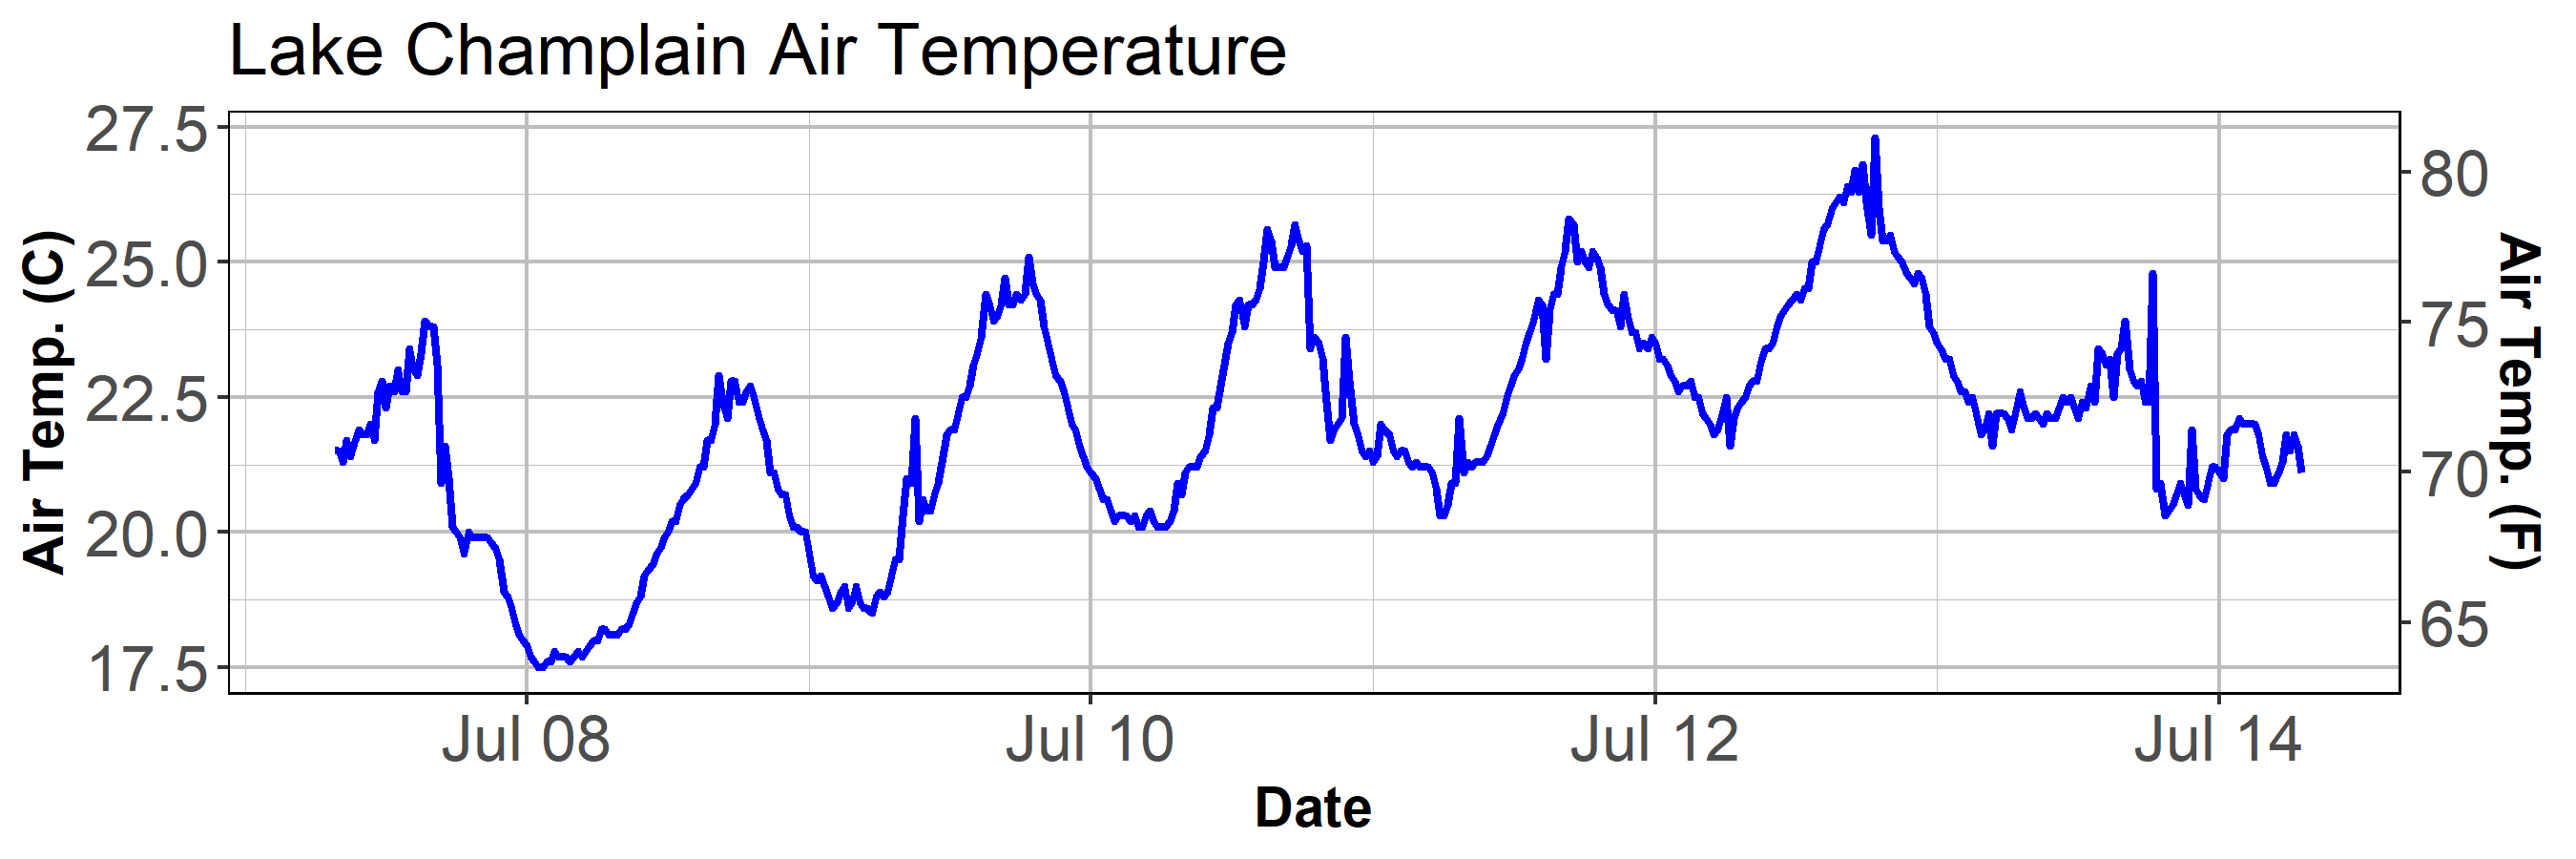 Lake Champlain Air Temperature
27.5
25.0
22.5
20.0
17.5
Air Temp. (C)
80
75
70
65
Air Temp. (F)
Jul 08 Jul 10 Jul 12 Jul 14
Date